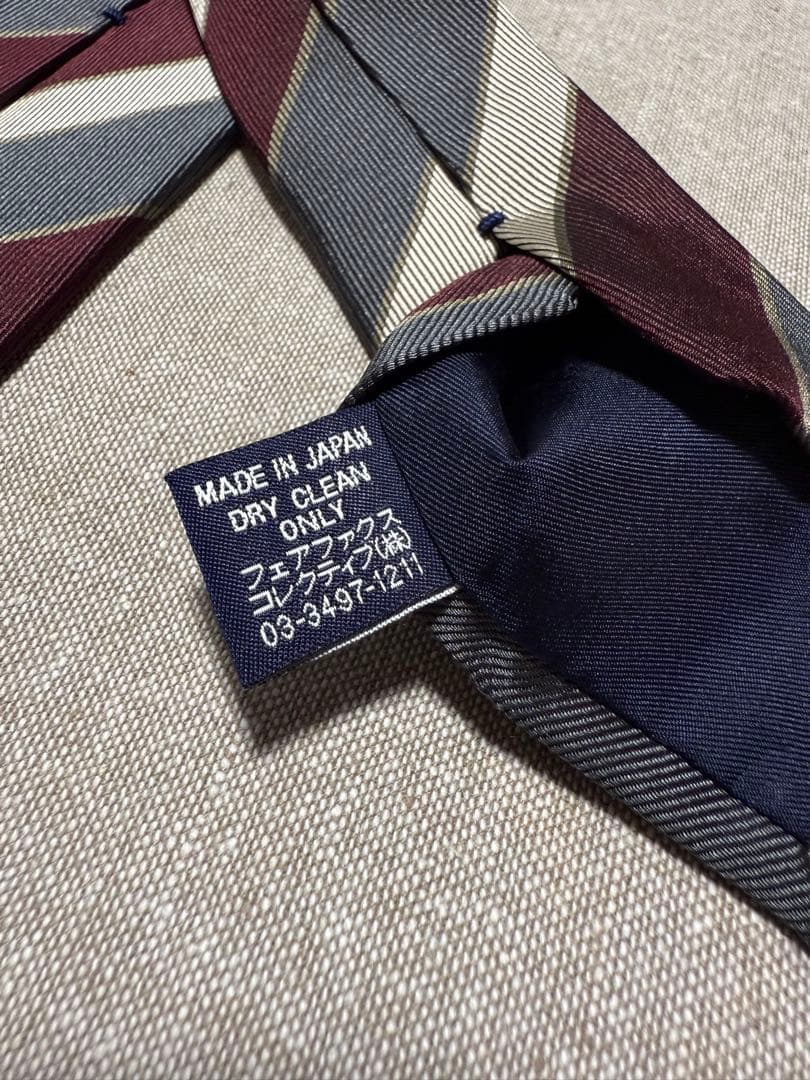 MADE IN JAPAN
DRY CLEAN
ONLY
フェアファクス
コレクティブ(株)
03-3497-1211